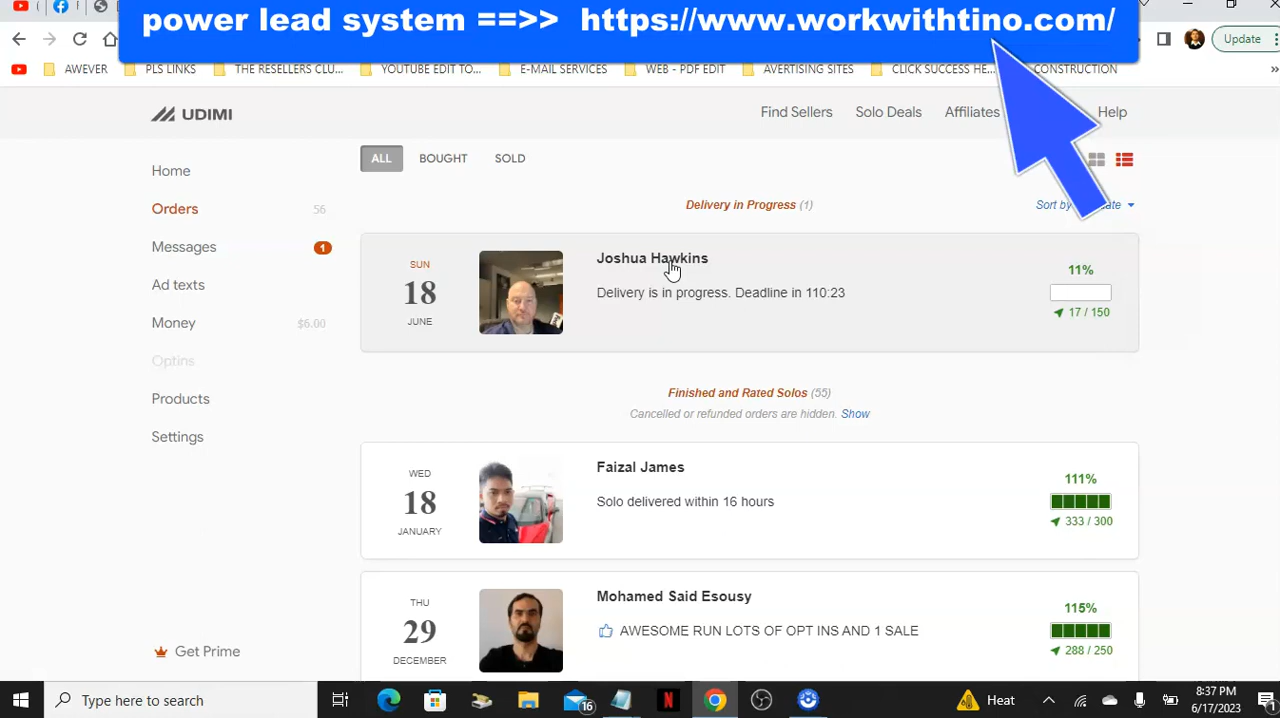 power lead system ==>> https://www.workwithtino.com/
Update
AWEVER
PLS LINKS
THE RESELLERS CLU...
YOUTUBE EDIT TO...
E-MAIL SERVICES
WEB - PDF EDIT
AVERTISING SITES
CLICK SUCCESS HE...
CONSTRUCTION
»
UDIMI
Find Sellers
Solo Deals
Affiliates
Help
Home
Orders 56
Messages 1
Ad texts
Money $6.00
Optins
Products
Settings
Get Prime
ALL
BOUGHT
SOLD
Delivery in Progress (1)
Sort by
SUN
18
JUNE
Joshua Hawkins
Delivery is in progress. Deadline in 110:23
11%
17 / 150
Finished and Rated Solos (55)
Cancelled or refunded orders are hidden. Show
WED
18
JANUARY
Faizal James
Solo delivered within 16 hours
111%
333 / 300
THU
29
DECEMBER
Mohamed Said Esousy
AWESOME RUN LOTS OF OPT INS AND 1 SALE
115%
288 / 250
Type here to search
16
Heat
8:37 PM
6/17/2023
1